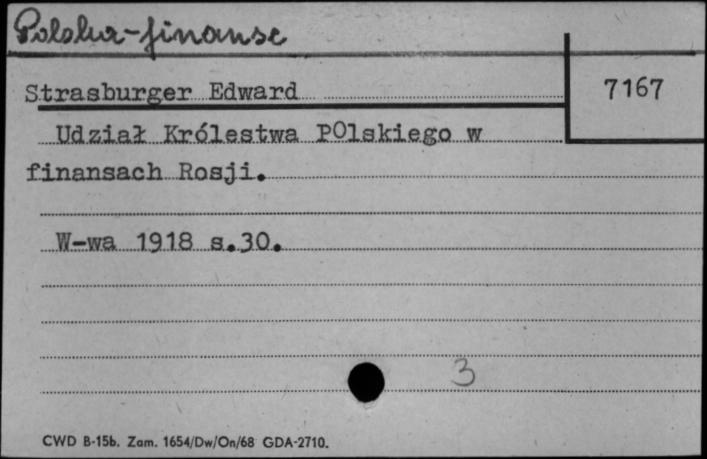 Polska-finanse
Strasburger Edward
7167
Udział Królestwa POlskiego w
finansach Rosji.
W-wa 1918 s.30.
3
CWD B-15b. Zam. 1654/Dw/On/68 GDA-2710.